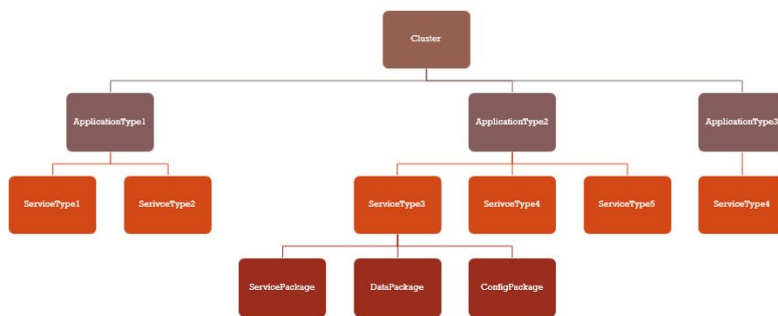 Cluster
ApplicationType1
ApplicationType2
ApplicationType3
ServiceType1
SerivceType2
ServiceType3
SerivceType4
ServiceType5
ServiceType4
ServicePackage
DataPackage
ConfigPackage